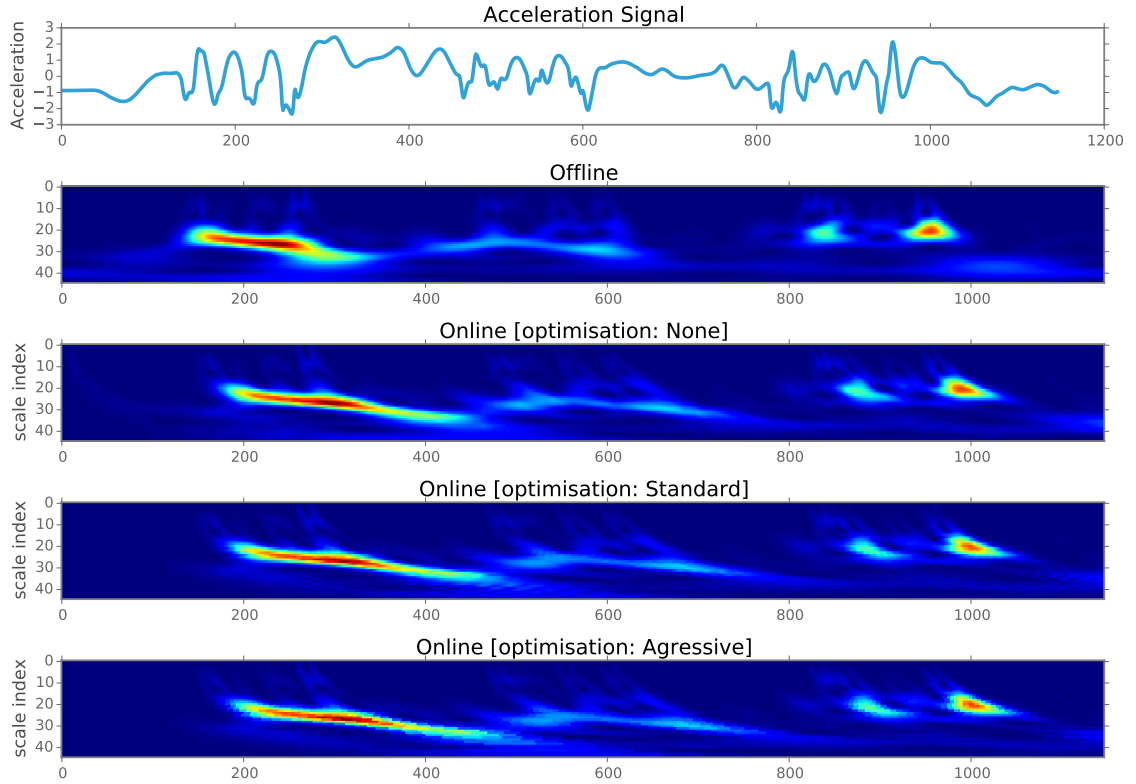 Acceleration Signal
Acceleration
3
2
1
0
−1
−2
−3
0 200 400 600 800 1000 1200
Offline
0
10
20
30
40
0 200 400 600 800 1000
Online [optimisation: None]
scale index
0
10
20
30
40
0 200 400 600 800 1000
Online [optimisation: Standard]
scale index
0
10
20
30
40
0 200 400 600 800 1000
Online [optimisation: Agressive]
scale index
0
10
20
30
40
0 200 400 600 800 1000